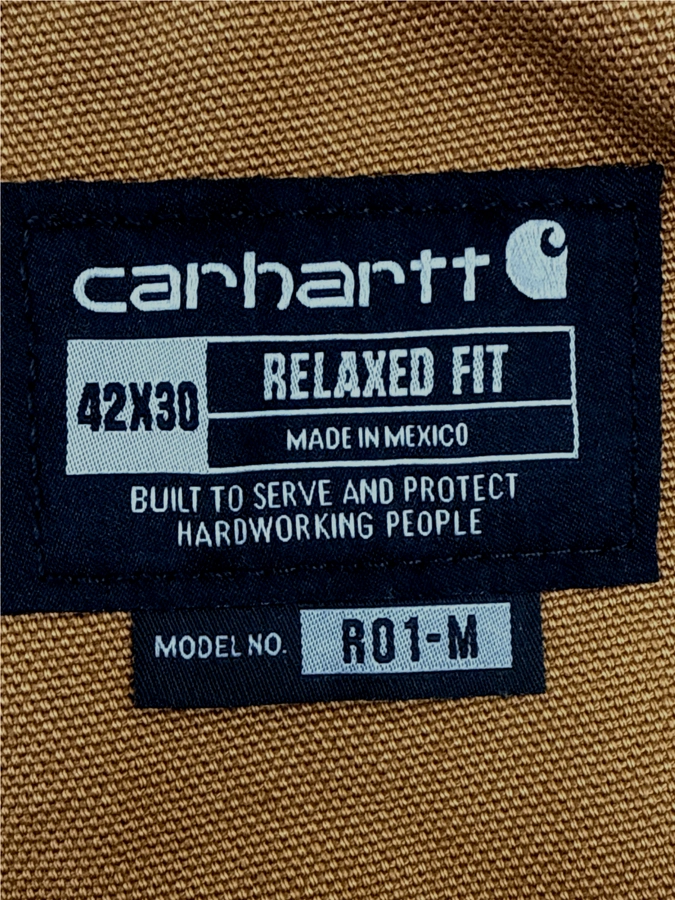 carhartt
42X30
RELAXED FIT
MADE IN MEXICO
BUILT TO SERVE AND PROTECT
HARDWORKING PEOPLE
MODEL NO. R01-M